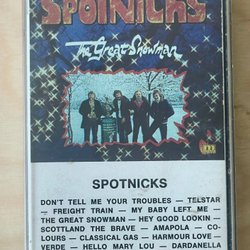 SPOTNICKS
The Great Snowman
SPOTNICKS
DON'T TELL ME YOUR TROUBLES — TELSTAR
— FREIGHT TRAIN — MY BABY LEFT ME —
THE GREAT SNOWMAN — HEY GOOD LOOKIN —
SCOTTLAND THE BRAVE — AMAPOLA — CO-
LOURS — CLASSICAL GAS — HARMOUR LOVE —
VERDE — HELLO MARY LOU — DARDANELLA